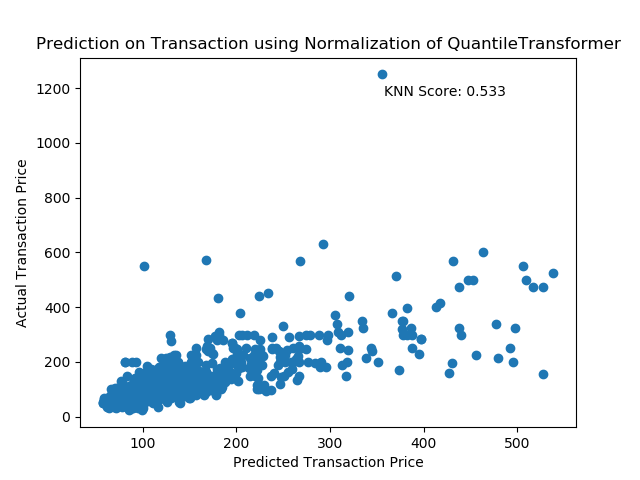 Prediction on Transaction using Normalization of QuantileTransformer
KNN Score: 0.533
1200
1000
800
600
400
200
0
Actual Transaction Price
100 200 300 400 500
Predicted Transaction Price